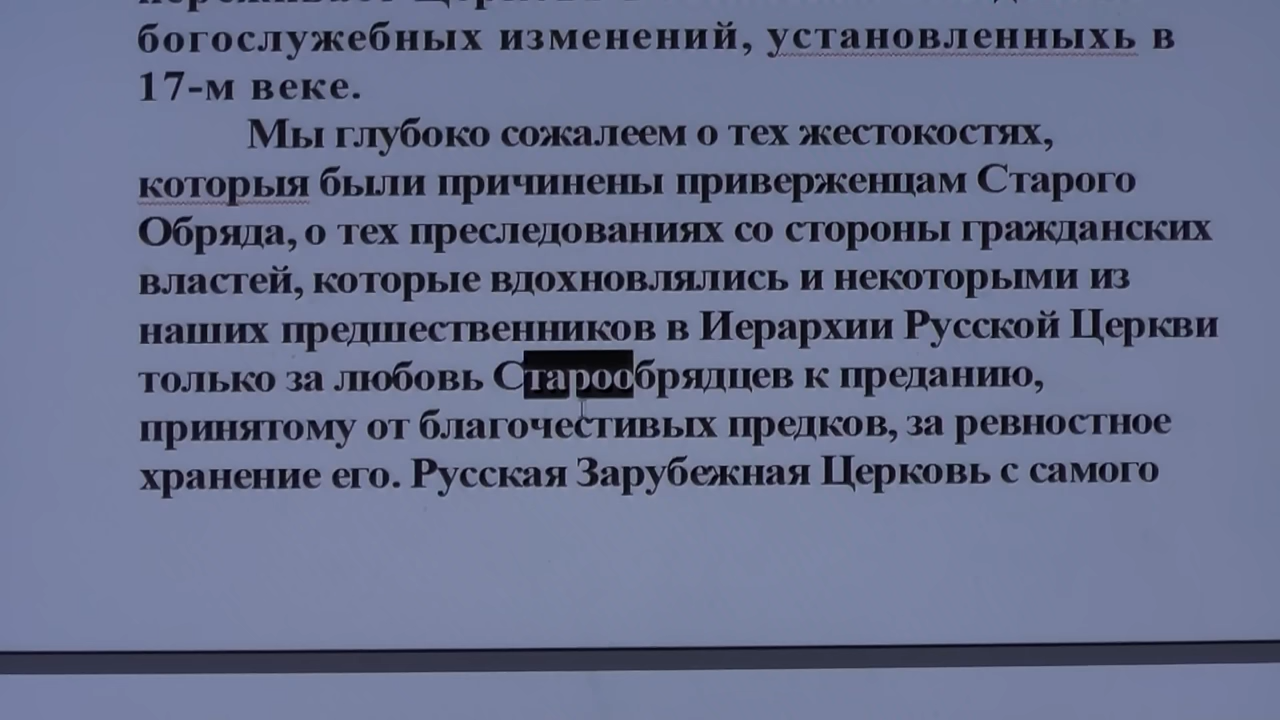 богослужебных изменений, установленныхь в
17-м веке.
Мы глубоко сожалеем о тех жестокостях,
которыя были причинены приверженцам Старого
Обряда, о тех преследованиях со стороны гражданских
властей, которые вдохновлялись и некоторыми из
наших предшественников в Иерархии Русской Церкви
только за любовь Старообрядцев к преданию,
принятому от благочестивых предков, за ревностное
хранение его. Русская Зарубежная Церковь с самого